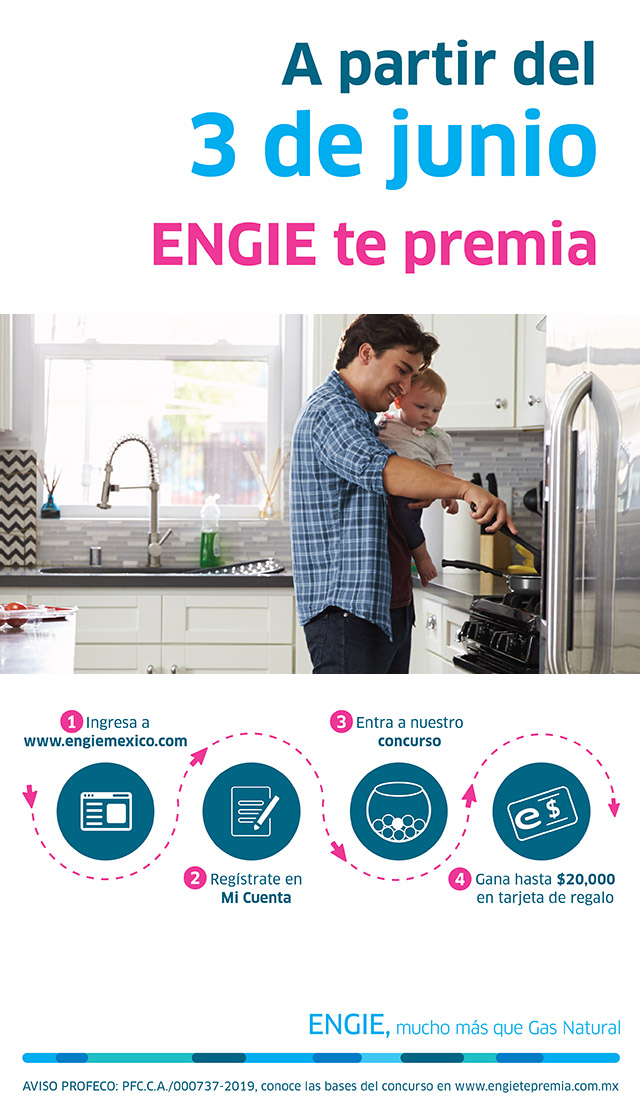 A partir del
3 de junio
ENGIE te premia
1 Ingresa a
www.engiemexico.com
2 Regístrate en
Mi Cuenta
3 Entra a nuestro
concurso
e $
4 Gana hasta $20,000
en tarjeta de regalo
ENGIE, mucho más que Gas Natural
AVISO PROFECO: PFC.C.A./000737-2019, conoce las bases del concurso en www.engietepremia.com.mx